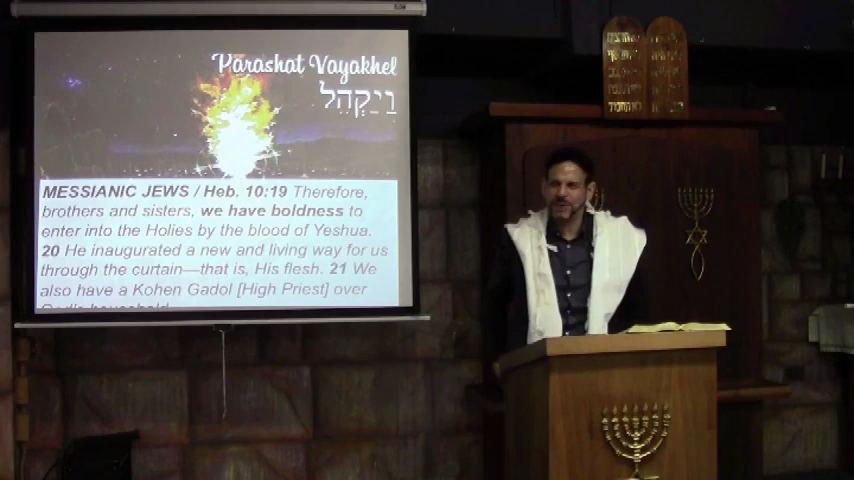 Parashat Vayakhel
וַיַּקְהֵל
MESSIANIC JEWS / Heb. 10:19 Therefore,
brothers and sisters, we have boldness to
enter into the Holies by the blood of Yeshua.
20 He inaugurated a new and living way for us
through the curtain—that is, His flesh. 21 We
also have a Kohen Gadol [High Priest] over
God's household